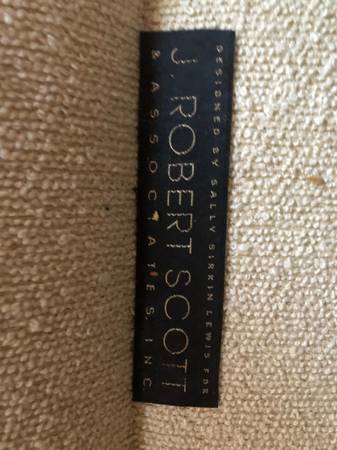 DESIGNED BY SALLY SIRKIN LEWIS FOR
J. ROBERT SCOTT
& ASSOCIATES, INC.